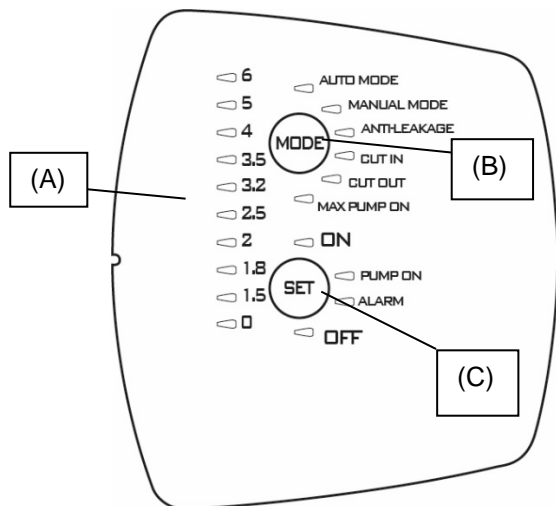 6
5
4
3.5
3.2
2.5
2
1.8
1.5
0
AUTO MODE
MANUAL MODE
ANTI-LEAKAGE
CUT IN
CUT OUT
MAX PUMP ON
MODE
ON
PUMP ON
ALARM
SET
OFF
(A)
(B)
(C)